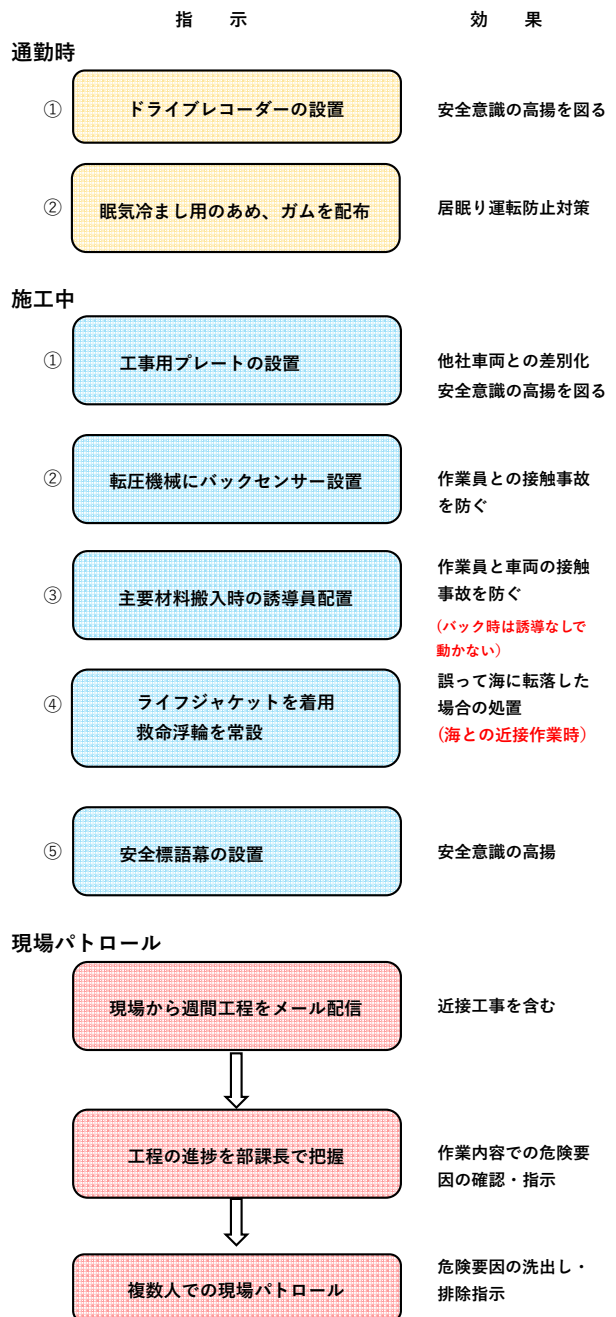 指　示　効　果
通勤時
① ドライブレコーダーの設置 安全意識の高揚を図る
② 眠気冷まし用のあめ、ガムを配布 居眠り運転防止対策
施工中
① 工事用プレートの設置 他社車両との差別化
安全意識の高揚を図る
② 転圧機械にバックセンサー設置 作業員との接触事故
を防ぐ
③ 主要材料搬入時の誘導員配置 作業員と車両の接触
事故を防ぐ
(バック時は誘導なしで
動かない)
④ ライフジャケットを着用
救命浮輪を常設
誤って海に転落した
場合の処置
(海との近接作業時)
⑤ 安全標語幕の設置 安全意識の高揚
現場パトロール
現場から週間工程をメール配信 近接工事を含む
工程の進捗を部課長で把握 作業内容での危険要
因の確認・指示
複数人での現場パトロール 危険要因の洗出し・
排除指示